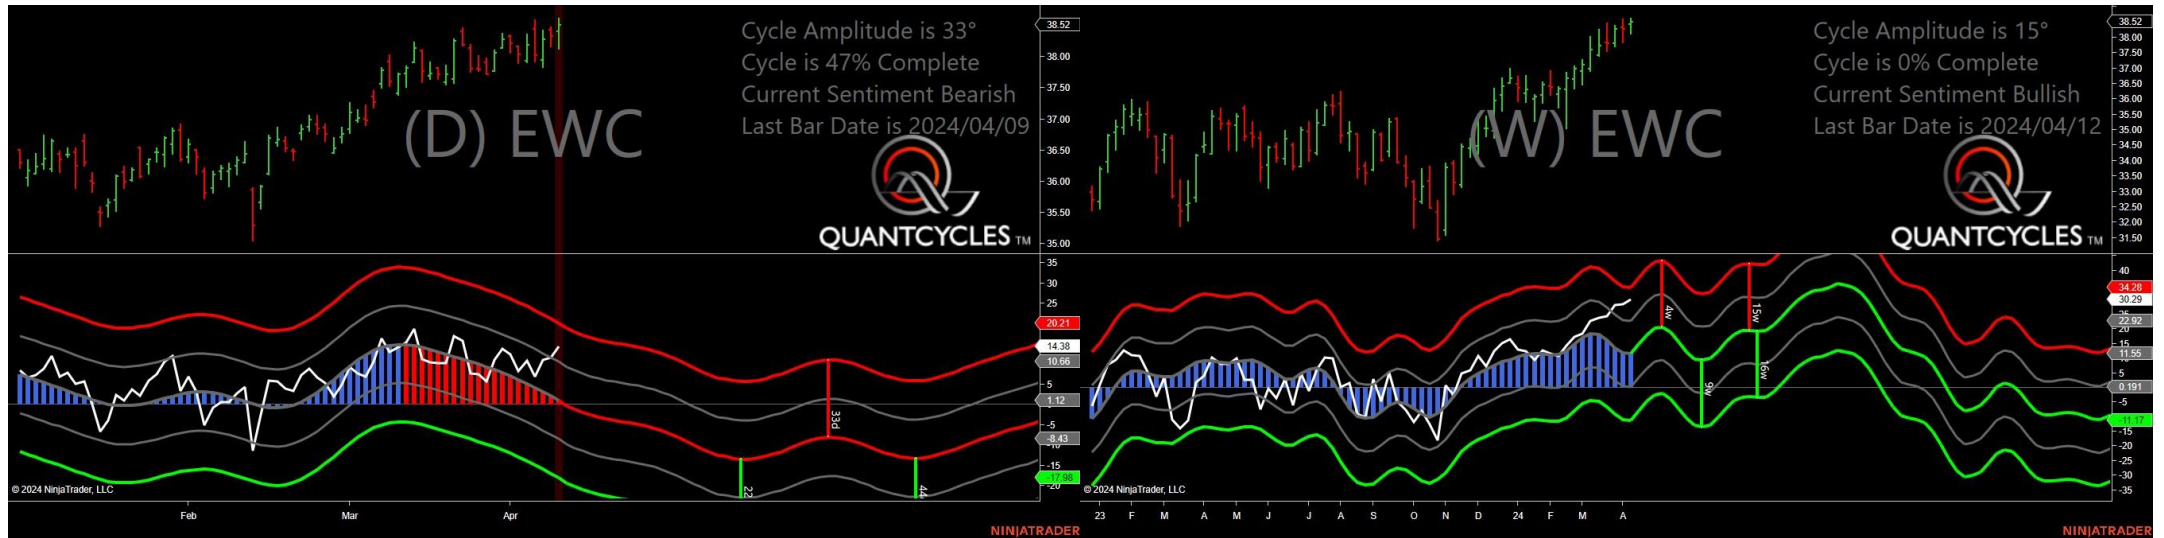 Cycle Amplitude is 33°
Cycle is 47% Complete
Current Sentiment Bearish
Last Bar Date is 2024/04/09
(D) EWC
QUANTCYCLES TM
38.52
38.00
37.50
37.00
36.50
36.00
35.50
35.00
35
30
25
20.21
14.38
10.66
5
1.12
-5
-8.43
-15
-17.98
-20
33d
22
44
© 2024 NinjaTrader, LLC
Feb Mar Apr
NINJATRADER
Cycle Amplitude is 15°
Cycle is 0% Complete
Current Sentiment Bullish
Last Bar Date is 2024/04/12
(W) EWC
QUANTCYCLES TM
38.52
38.00
37.50
37.00
36.50
36.00
35.50
35.00
34.50
34.00
33.50
33.00
32.50
32.00
31.50
40
34.28
30.29
22.92
15
11.55
5
0.191
-5
-11.17
-15
-20
-25
-30
-35
4w
9w
15w
16w
© 2024 NinjaTrader, LLC
23 F M A M J J A S O N D 24 F M A
NINJATRADER